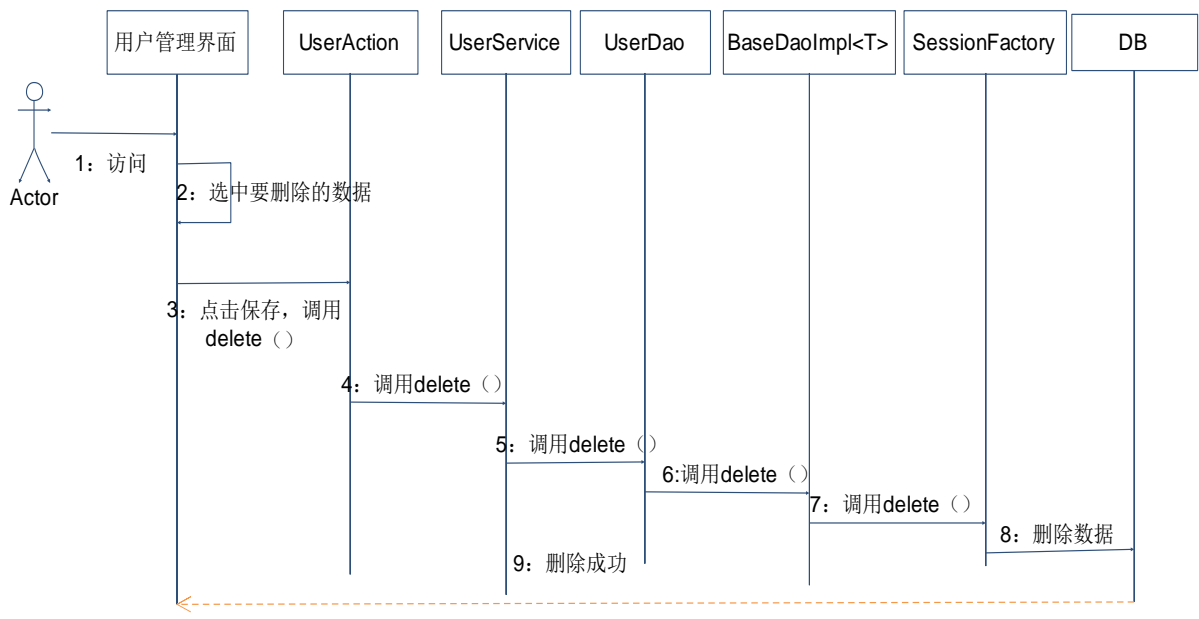 用户管理界面
UserAction
UserService
UserDao
BaseDaoImpl<T>
SessionFactory
DB
Actor
1：访问
2：选中要删除的数据
3：点击保存，调用
delete（）
4：调用delete（）
5：调用delete（）
6:调用delete（）
7：调用delete（）
8：删除数据
9：删除成功